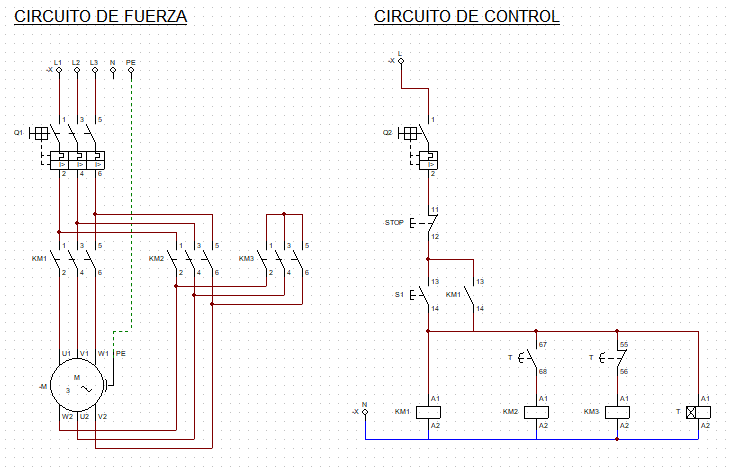 CIRCUITO DE FUERZA
CIRCUITO DE CONTROL
L
-X
L1 L2 L3 N PE
-X
1 3 5
1
Q1
Q2
I> I> I>
I>
2 4 6
2
11
STOP
12
1 3 5
1 3 5
1 3 5
KM1
KM2
KM3
2 4 6
2 4 6
2 4 6
13
13
S1
KM1
14
14
U1 V1 W1 PE
67
55
T
T
68
56
M
3
-M
W2 U2 V2
N
-X
A1
A1
A1
A1
KM1
KM2
KM3
T
A2
A2
A2
A2